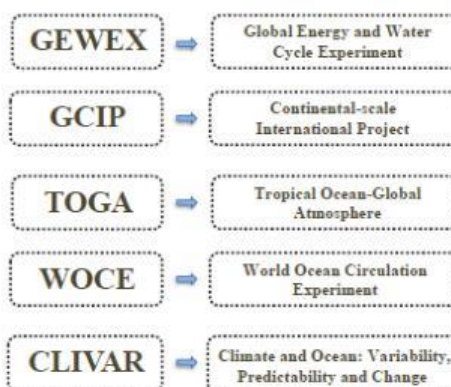 GEWEX
Global Energy and Water
Cycle Experiment
GCIP
Continental-scale
International Project
TOGA
Tropical Ocean-Global
Atmosphere
WOCE
World Ocean Circulation
Experiment
CLIVAR
Climate and Ocean: Variability,
Predictability and Change